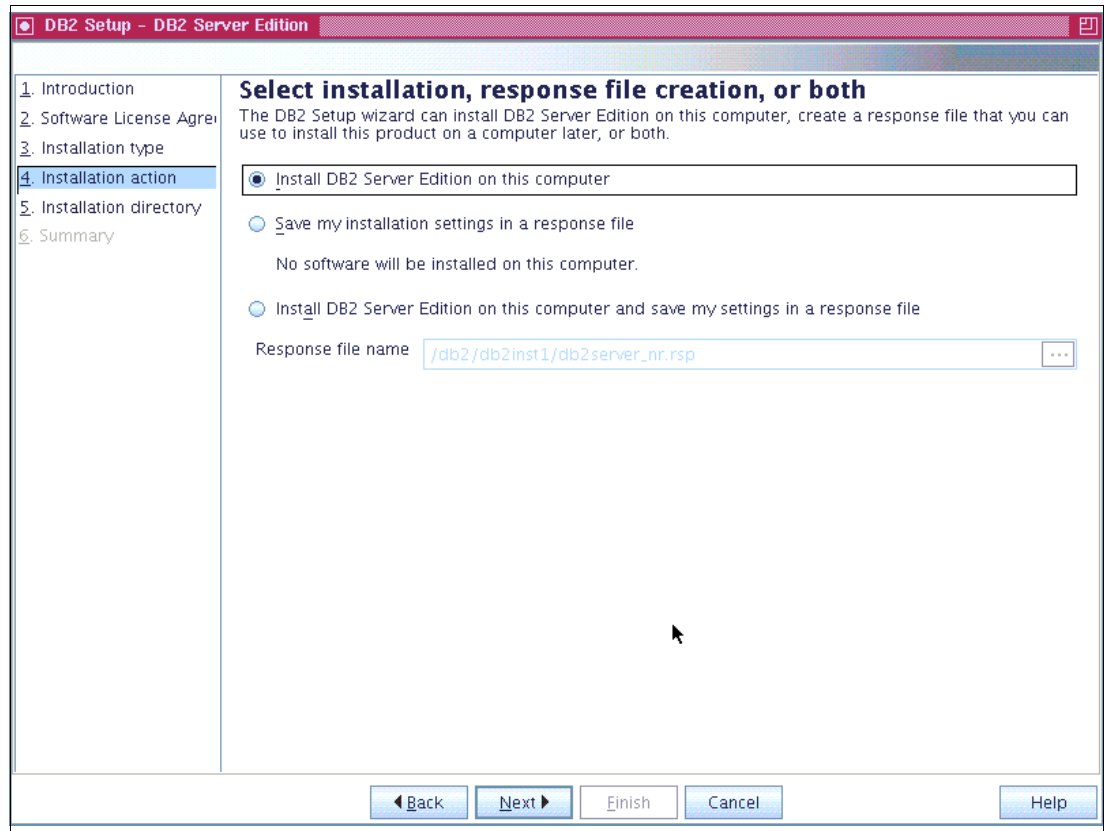 DB2 Setup - DB2 Server Edition
1. Introduction
2. Software License Agre
3. Installation type
4. Installation action
5. Installation directory
6. Summary
Select installation, response file creation, or both
The DB2 Setup wizard can install DB2 Server Edition on this computer, create a response file that you can
use to install this product on a computer later, or both.
Install DB2 Server Edition on this computer
Save my installation settings in a response file
No software will be installed on this computer.
Install DB2 Server Edition on this computer and save my settings in a response file
Response file name /db2/db2inst1/db2server_nr.rsp ...
Back Next Finish Cancel Help